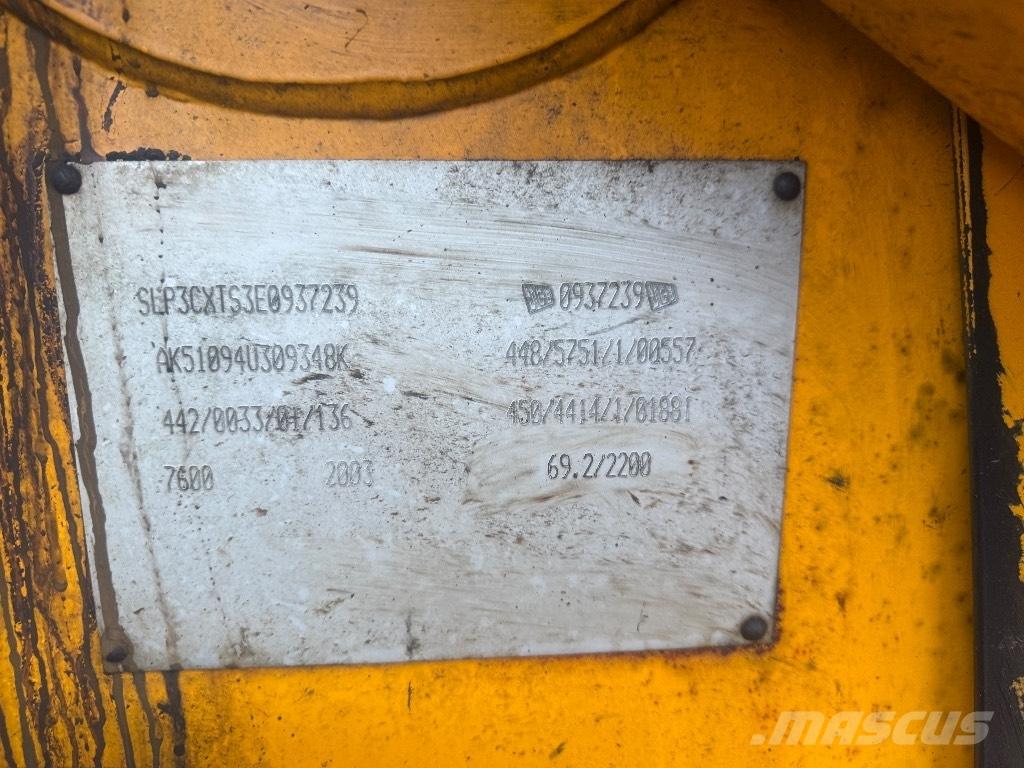 SLP3CXTS3E0937239 JCB 0937239 JCB
AK51094U309348K 448/5751/1/00557
442/0033/01/136 450/4414/1/01881
7600 2003 69.2/2200
MASCUS